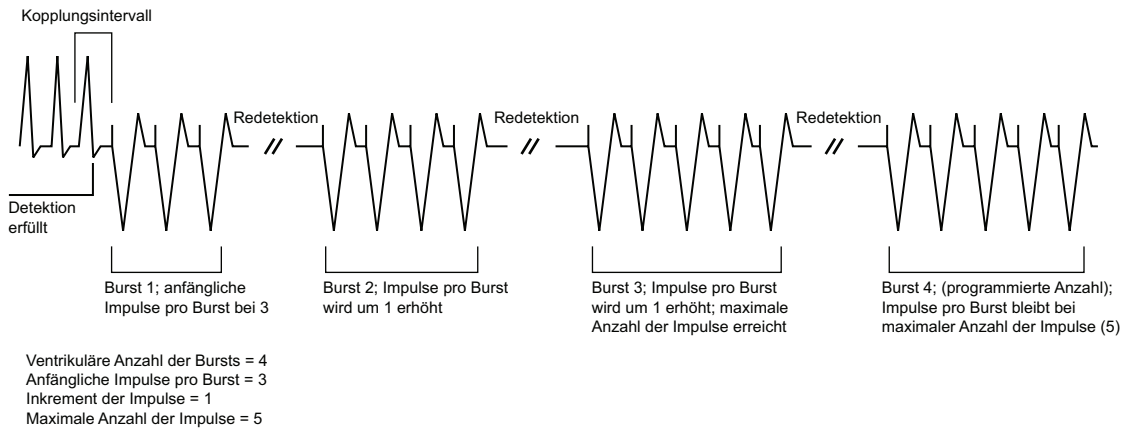 Kopplungsintervall
Redetektion
Redetektion
Redetektion
Detektion
erfüllt
Burst 1; anfängliche
Impulse pro Burst bei 3
Burst 2; Impulse pro Burst
wird um 1 erhöht
Burst 3; Impulse pro Burst
wird um 1 erhöht; maximale
Anzahl der Impulse erreicht
Burst 4; (programmierte Anzahl);
Impulse pro Burst bleibt bei
maximaler Anzahl der Impulse (5)
Ventrikuläre Anzahl der Bursts = 4
Anfängliche Impulse pro Burst = 3
Inkrement der Impulse = 1
Maximale Anzahl der Impulse = 5